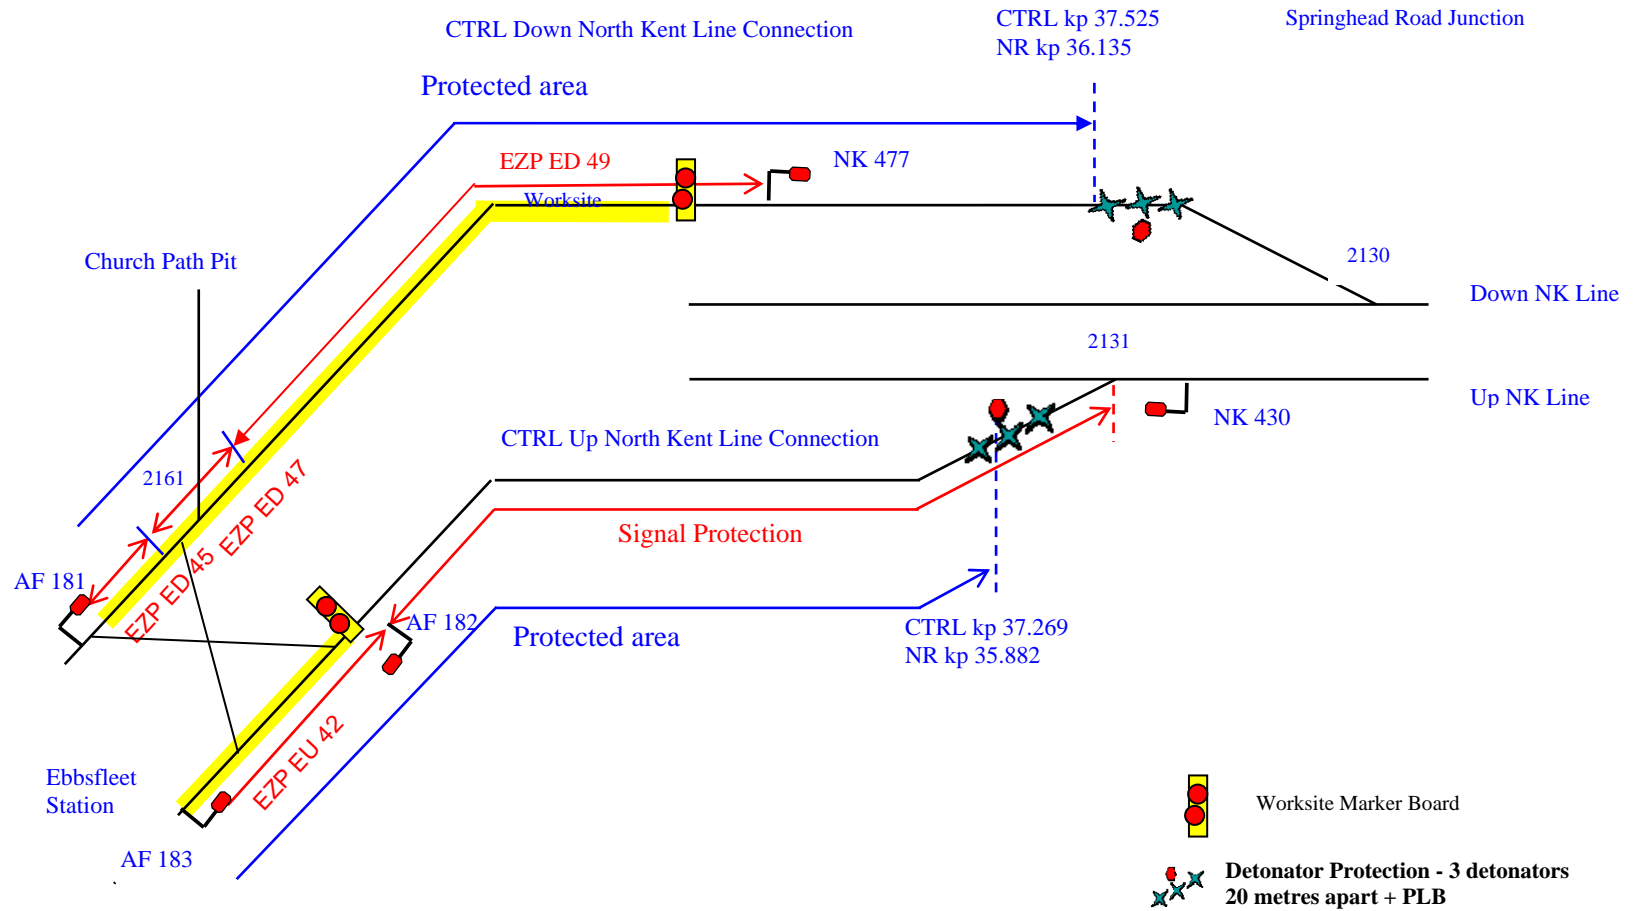 CTRL Down North Kent Line Connection
CTRL kp 37.525
NR kp 36.135
Springhead Road Junction
Protected area
EZP ED 49
NK 477
Worksite
Church Path Pit
2130
Down NK Line
2131
Up NK Line
NK 430
CTRL Up North Kent Line Connection
2161
EZP ED 47
Signal Protection
EZP ED 45
AF 181
AF 182
Protected area
CTRL kp 37.269
NR kp 35.882
EZP EU 42
Ebbsfleet
Station
AF 183
Worksite Marker Board
Detonator Protection - 3 detonators
20 metres apart + PLB